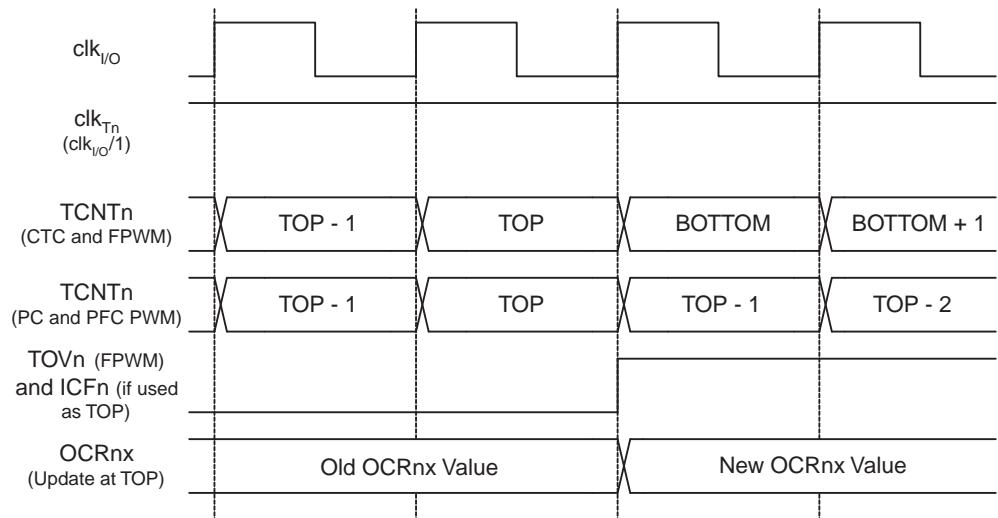 clkI/O
clkTn
(clkI/O/1)
TCNTn
(CTC and FPWM)
TOP - 1
TOP
BOTTOM
BOTTOM + 1
TCNTn
(PC and PFC PWM)
TOP - 1
TOP
TOP - 1
TOP - 2
TOVn (FPWM)
and ICFn (if used
as TOP)
OCRnx
(Update at TOP)
Old OCRnx Value
New OCRnx Value